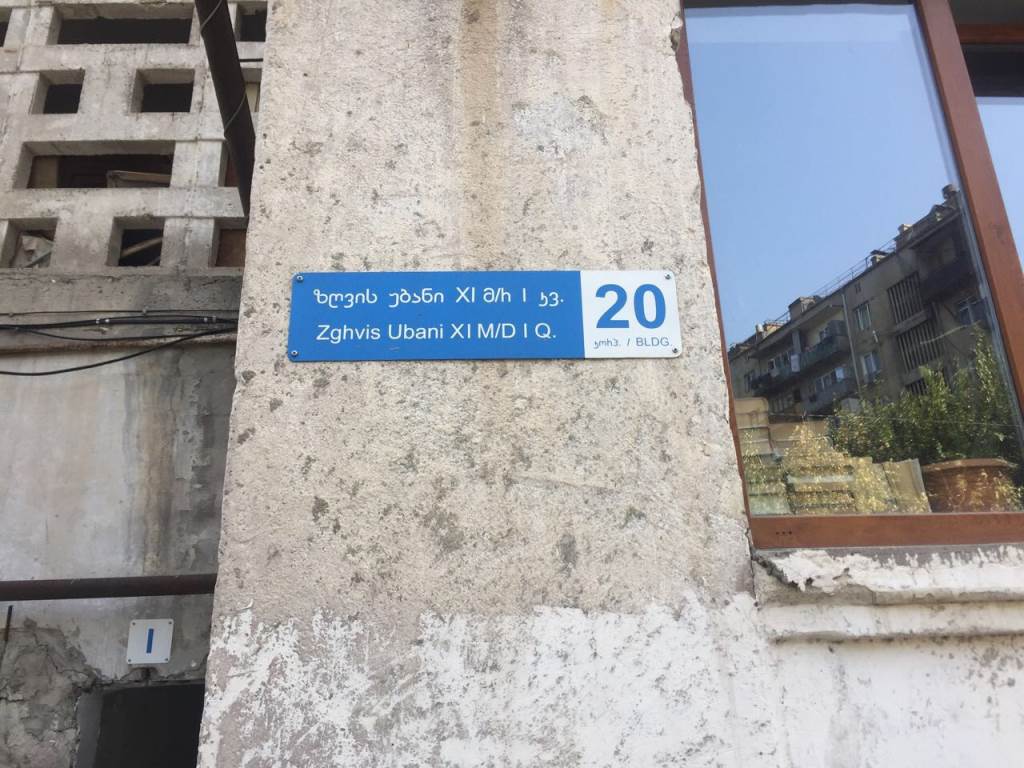 ზღვის უბანი XI მ/რ I კვ.
Zghvis Ubani XI M/D I Q.
20
კორპ. / BLDG.
I